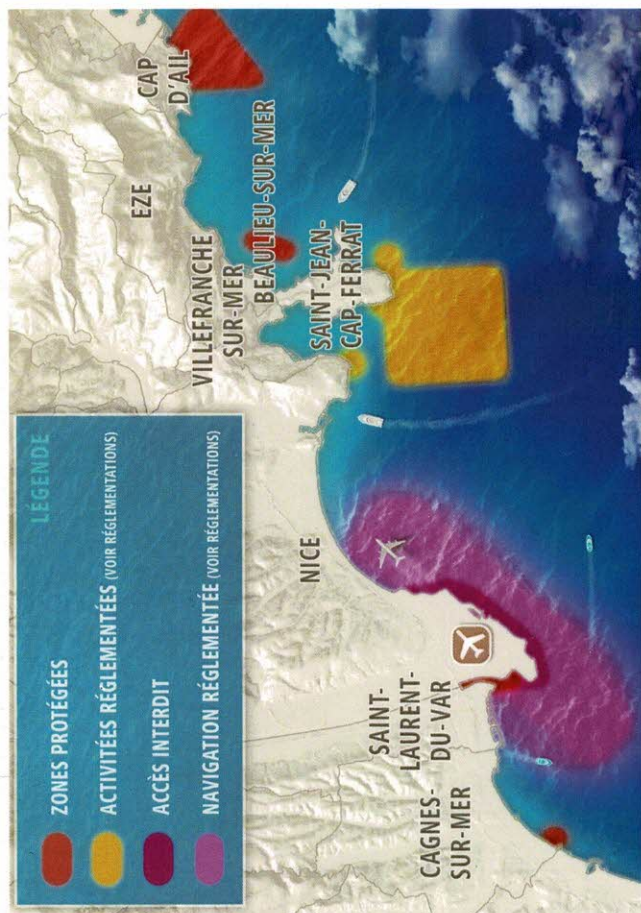 LÉGENDE
ZONES PROTÉGÉES
ACTIVITÉES RÉGLEMENTÉES (VOIR RÉGLEMENTATIONS)
ACCÈS INTERDIT
NAVIGATION RÉGLEMENTÉE (VOIR RÉGLEMENTATIONS)
CAGNES-
SUR-MER
SAINT-
LAURENT-
DU-VAR
NICE
VILLEFRANCHE
SUR-MER
BEAULIEU-SUR-MER
SAINT-JEAN-
CAP-FERRAT
EZE
CAP
D'AIL